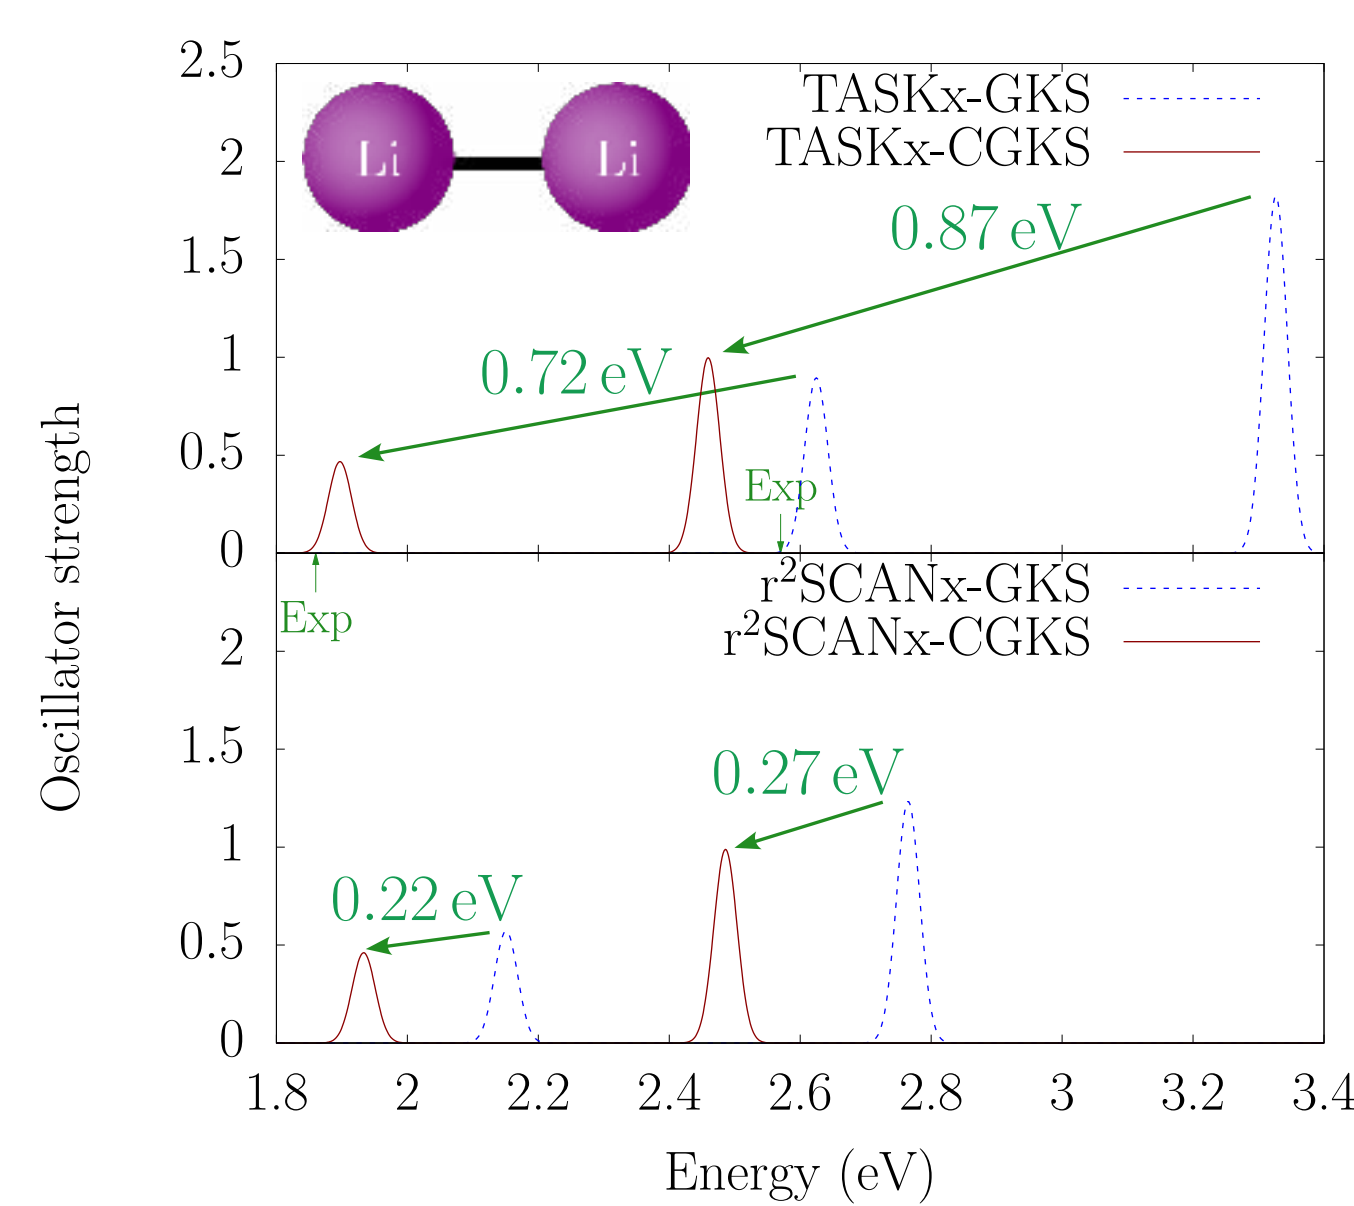 2.5
2
1.5
1
0.5
0
Li
Li
TASKx-GKS
TASKx-CGKS
0.87 eV
0.72 eV
Exp
Exp
Oscillator strength
r²SCANx-GKS
r²SCANx-CGKS
2
1.5
1
0.5
0
0.27 eV
0.22 eV
1.8 2 2.2 2.4 2.6 2.8 3 3.2 3.4
Energy (eV)